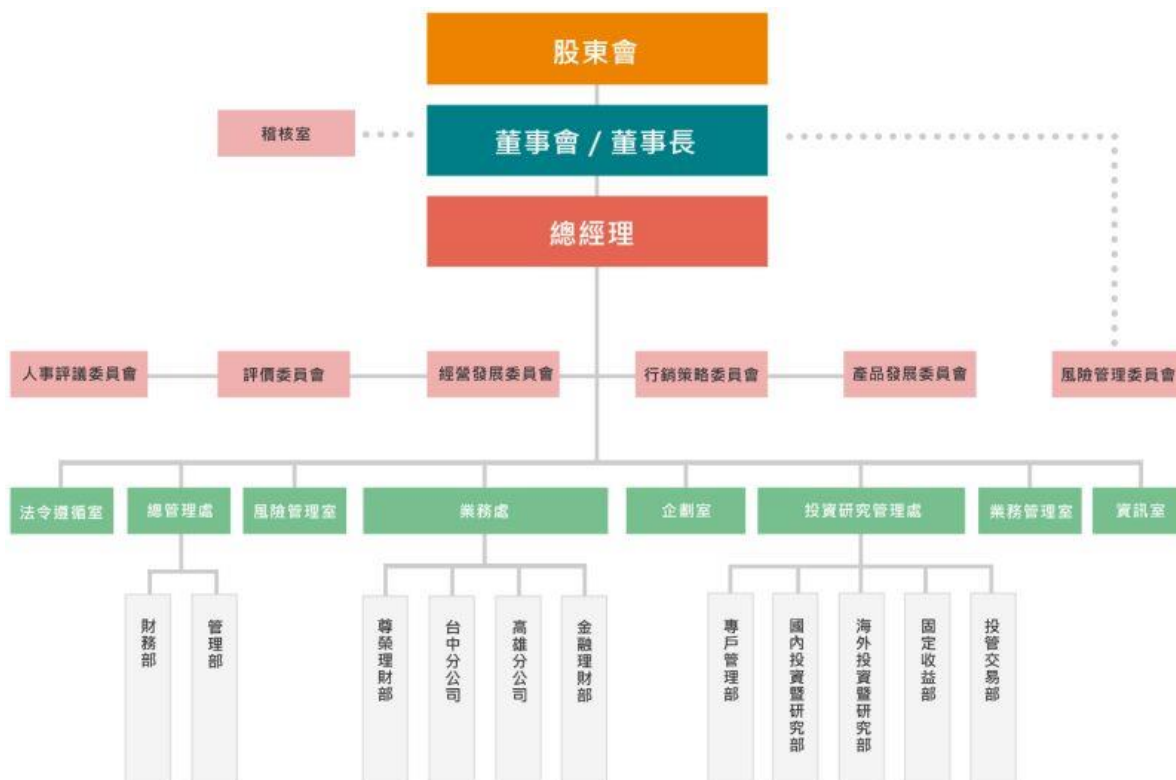 股東會
稽核室
董事會 / 董事長
總經理
人事評議委員會
評價委員會
經營發展委員會
行銷策略委員會
產品發展委員會
風險管理委員會
法令遵循室
總管理處
風險管理室
業務處
企劃室
投資研究管理處
業務管理室
資訊室
財務部
管理部
尊榮理財部
台中分公司
高雄分公司
金融理財部
專戶管理部
國內投資暨研究部
海外投資暨研究部
固定收益部
投管交易部